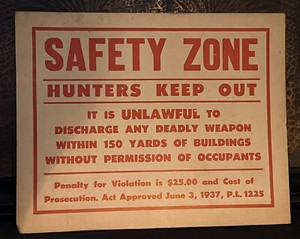 SAFETY ZONE
HUNTERS KEEP OUT
IT IS UNLAWFUL TO
DISCHARGE ANY DEADLY WEAPON
WITHIN 150 YARDS OF BUILDINGS
WITHOUT PERMISSION OF OCCUPANTS
Penalty for Violation is $25.00 and Cost of
Prosecution. Act Approved June 3, 1937, P.L. 1225